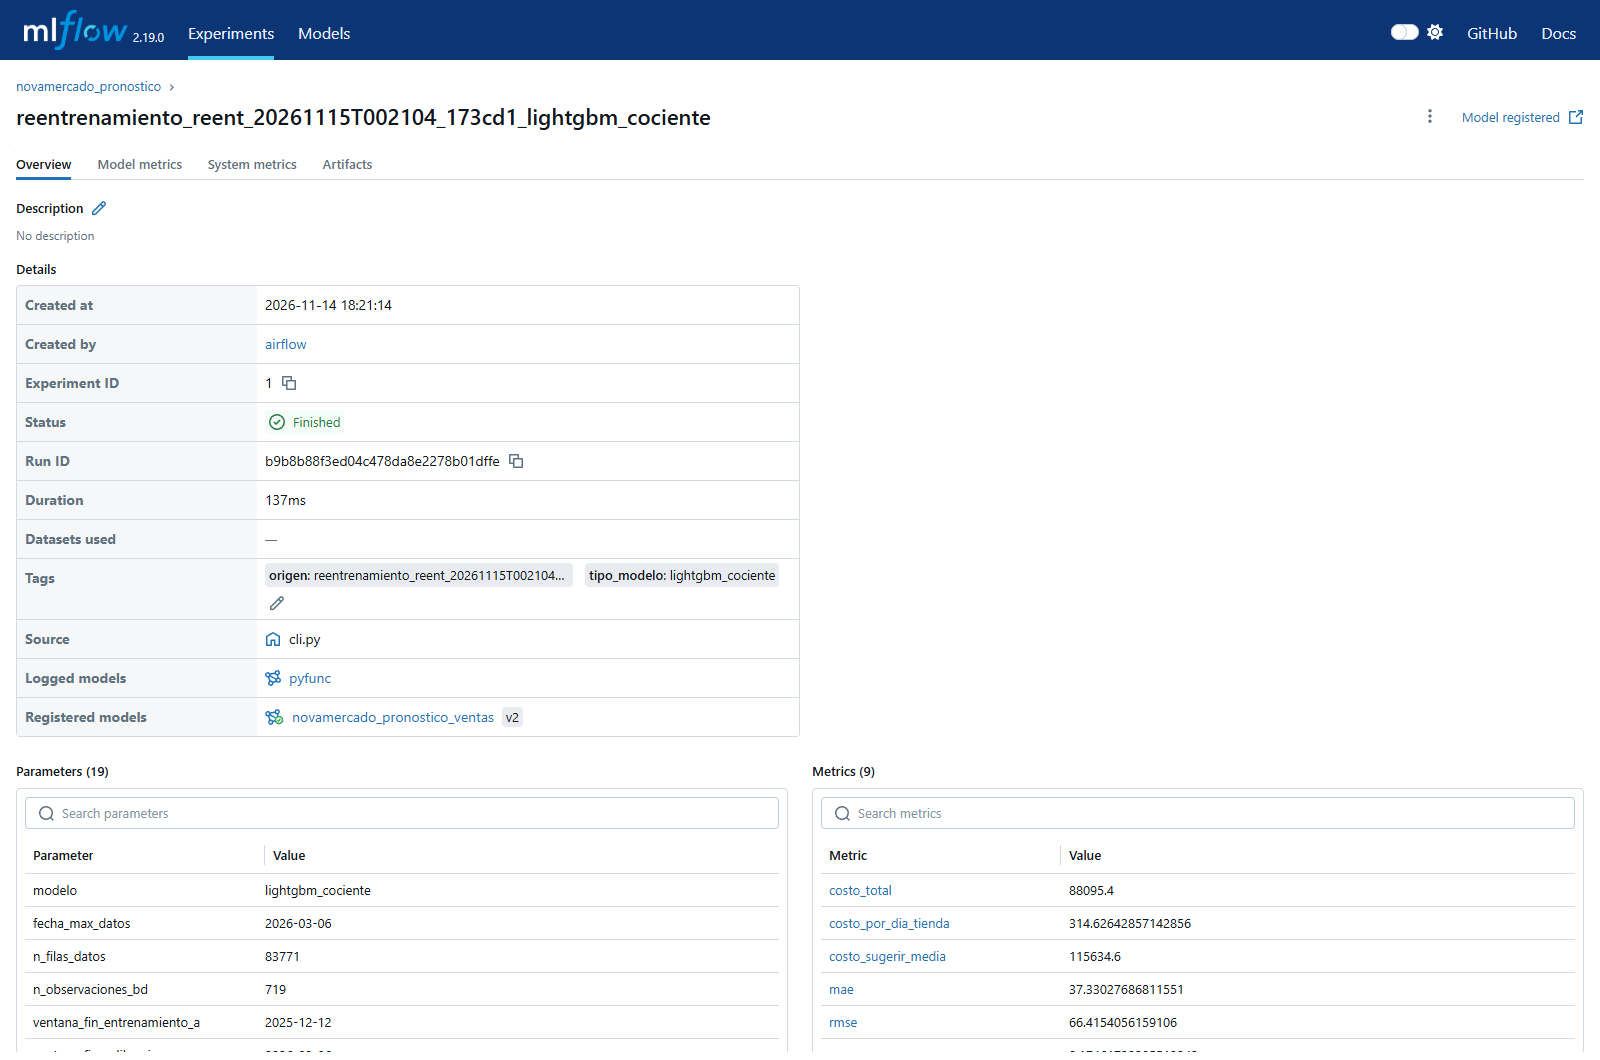 mlflow 2.19.0 Experiments Models GitHub Docs
novamercado_pronostico
reentrenamiento_reent_20261115T002104_173cd1_lightgbm_cociente
Model registered
Overview Model metrics System metrics Artifacts
Description
No description
Details
Created at 2026-11-14 18:21:14
Created by airflow
Experiment ID 1
Status Finished
Run ID b9b8b88f3ed04c478da8e2278b01dffe
Duration 137ms
Datasets used —
Tags origen: reentrenamiento_reent_20261115T002104... tipo_modelo: lightgbm_cociente
Source cli.py
Logged models pyfunc
Registered models novamercado_pronostico_ventas v2
Parameters (19)
Search parameters
Parameter Value
modelo lightgbm_cociente
fecha_max_datos 2026-03-06
n_filas_datos 83771
n_observaciones_bd 719
ventana_fin_entrenamiento_a 2025-12-12
Metrics (9)
Search metrics
Metric Value
costo_total 88095.4
costo_por_dia_tienda 314.62642857142856
costo_sugerir_media 115634.6
mae 37.33027686811551
rmse 66.4154056159106